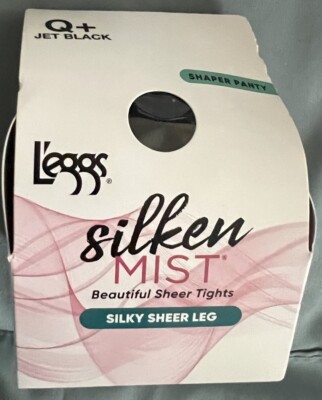 Q+
JET BLACK
SHAPER PANTY
L'eggs®
silken
MIST®
Beautiful Sheer Tights
SILKY SHEER LEG